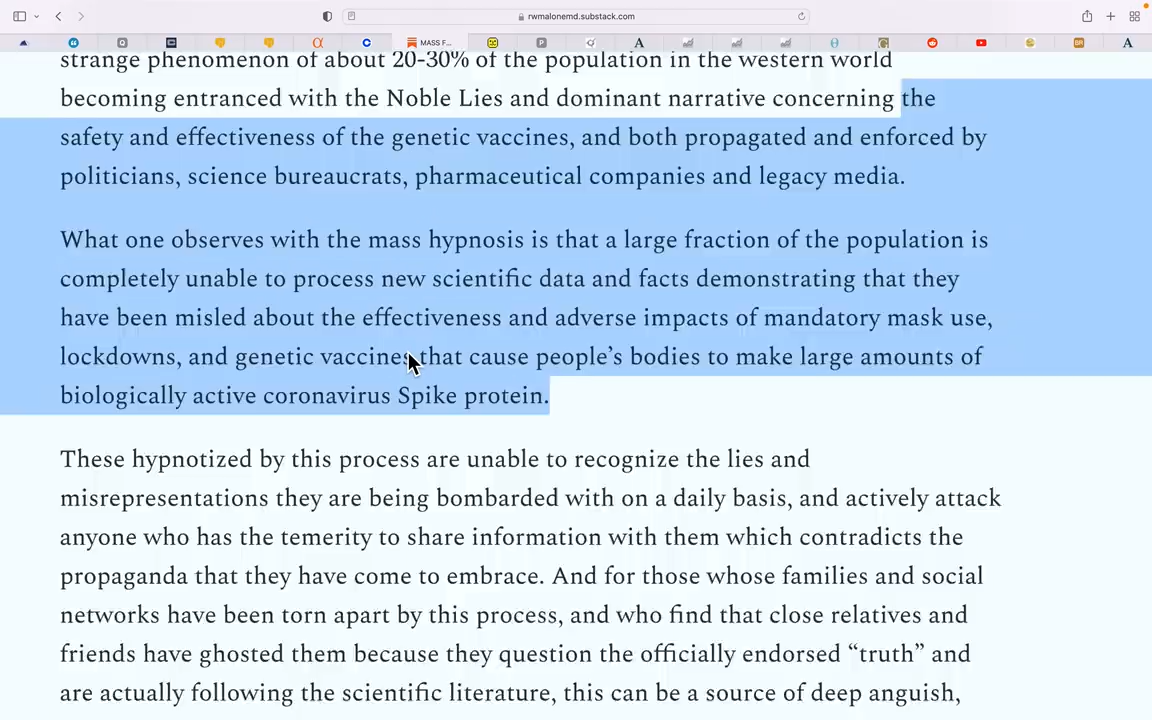 rwmalonemd.substack.com
MASS F...
strange phenomenon of about 20-30% of the population in the western world
becoming entranced with the Noble Lies and dominant narrative concerning the
safety and effectiveness of the genetic vaccines, and both propagated and enforced by
politicians, science bureaucrats, pharmaceutical companies and legacy media.
What one observes with the mass hypnosis is that a large fraction of the population is
completely unable to process new scientific data and facts demonstrating that they
have been misled about the effectiveness and adverse impacts of mandatory mask use,
lockdowns, and genetic vaccines that cause people’s bodies to make large amounts of
biologically active coronavirus Spike protein.
These hypnotized by this process are unable to recognize the lies and
misrepresentations they are being bombarded with on a daily basis, and actively attack
anyone who has the temerity to share information with them which contradicts the
propaganda that they have come to embrace. And for those whose families and social
networks have been torn apart by this process, and who find that close relatives and
friends have ghosted them because they question the officially endorsed “truth” and
are actually following the scientific literature, this can be a source of deep anguish,